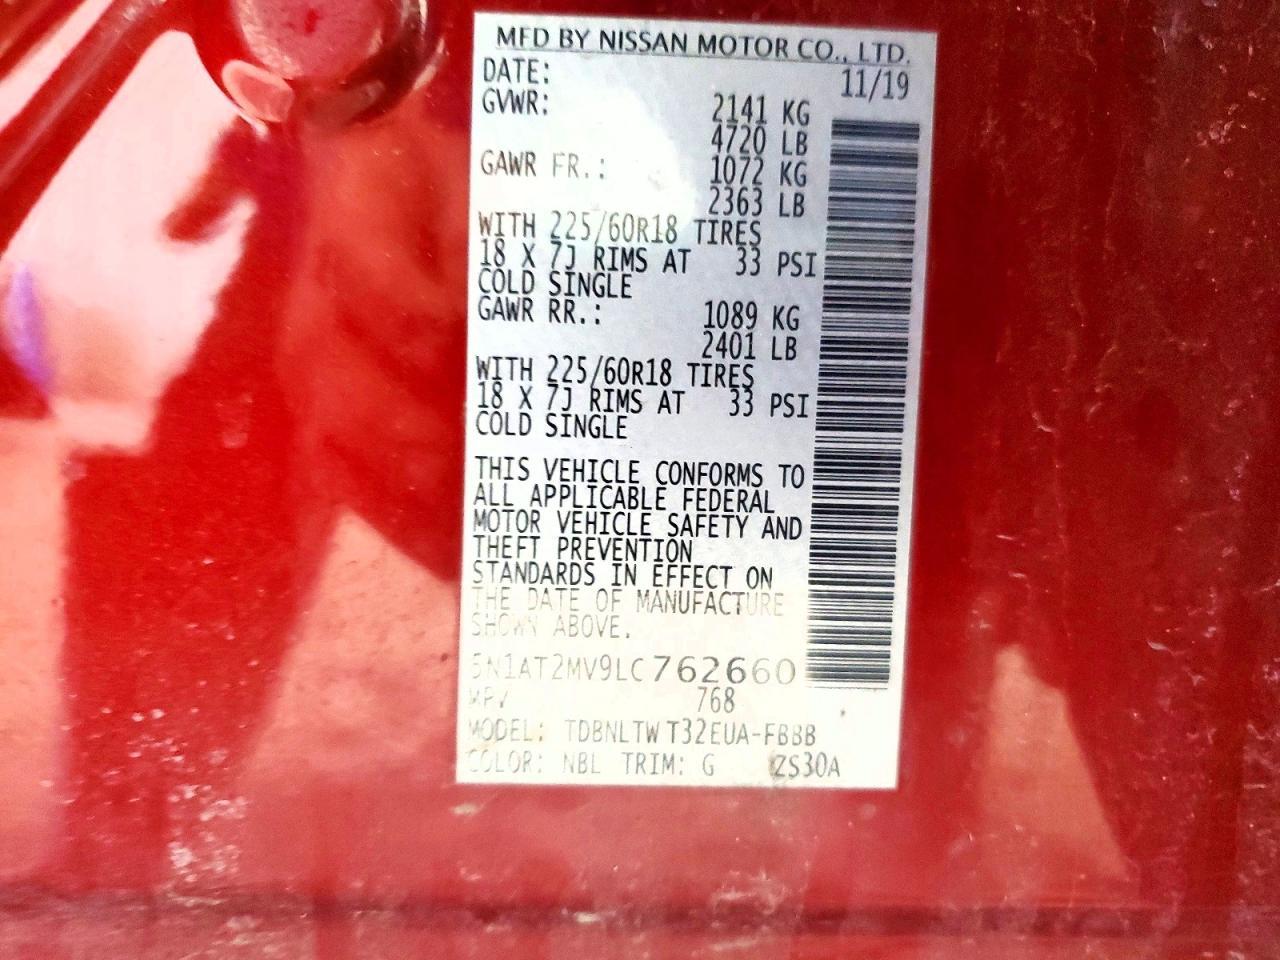 MFD BY NISSAN MOTOR CO., LTD.
DATE: 11/19
GVWR: 2141 KG
4720 LB
GAWR FR.: 1072 KG
2363 LB
WITH 225/60R18 TIRES
18 X 7J RIMS AT 33 PSI
COLD SINGLE
GAWR RR.: 1089 KG
2401 LB
WITH 225/60R18 TIRES
18 X 7J RIMS AT 33 PSI
COLD SINGLE
THIS VEHICLE CONFORMS TO
ALL APPLICABLE FEDERAL
MOTOR VEHICLE SAFETY AND
THEFT PREVENTION
STANDARDS IN EFFECT ON
THE DATE OF MANUFACTURE
SHOWN ABOVE.
5N1AT2MV9LC762660
MPV 768
MODEL: TDBNLTW T32EUA-FBBB
COLOR: NBL TRIM: G ZS30A